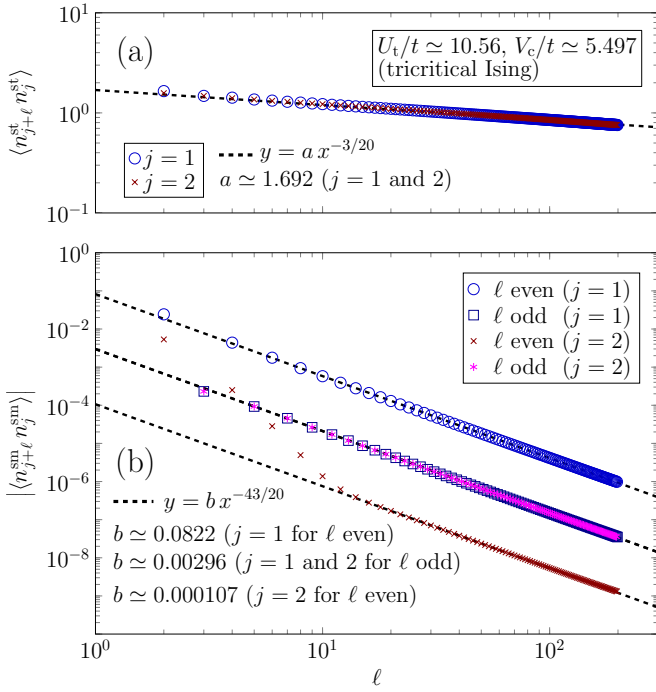 (a)
U_t/t ≃ 10.56, V_c/t ≃ 5.497
(tricritical Ising)
⟨n^st_{j+ℓ} n^st_j⟩
10^1
10^0
10^−1
j = 1
j = 2
y = a x^−3/20
a ≃ 1.692 (j = 1 and 2)
10^0
10^−2
10^−4
10^−6
10^−8
|⟨n^sm_{j+ℓ} n^sm_j⟩|
ℓ even (j = 1)
ℓ odd (j = 1)
ℓ even (j = 2)
ℓ odd (j = 2)
(b)
y = b x^−43/20
b ≃ 0.0822 (j = 1 for ℓ even)
b ≃ 0.00296 (j = 1 and 2 for ℓ odd)
b ≃ 0.000107 (j = 2 for ℓ even)
10^0
10^1
10^2
ℓ